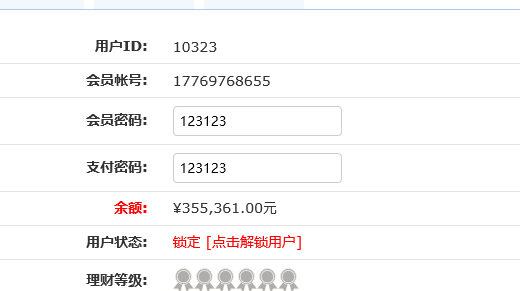 用户ID: 10323
会员帐号: 17769768655
会员密码: 123123
支付密码: 123123
余额: ¥355,361.00元
用户状态: 锁定 [点击解锁用户]
理财等级: